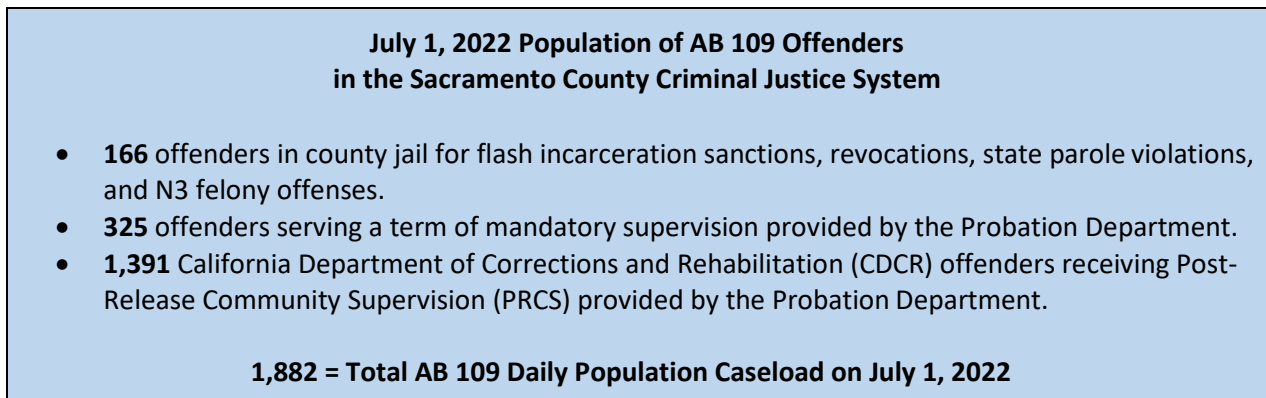 July 1, 2022 Population of AB 109 Offenders
in the Sacramento County Criminal Justice System
• 166 offenders in county jail for flash incarceration sanctions, revocations, state parole violations,
and N3 felony offenses.
• 325 offenders serving a term of mandatory supervision provided by the Probation Department.
• 1,391 California Department of Corrections and Rehabilitation (CDCR) offenders receiving Post-
Release Community Supervision (PRCS) provided by the Probation Department.
1,882 = Total AB 109 Daily Population Caseload on July 1, 2022